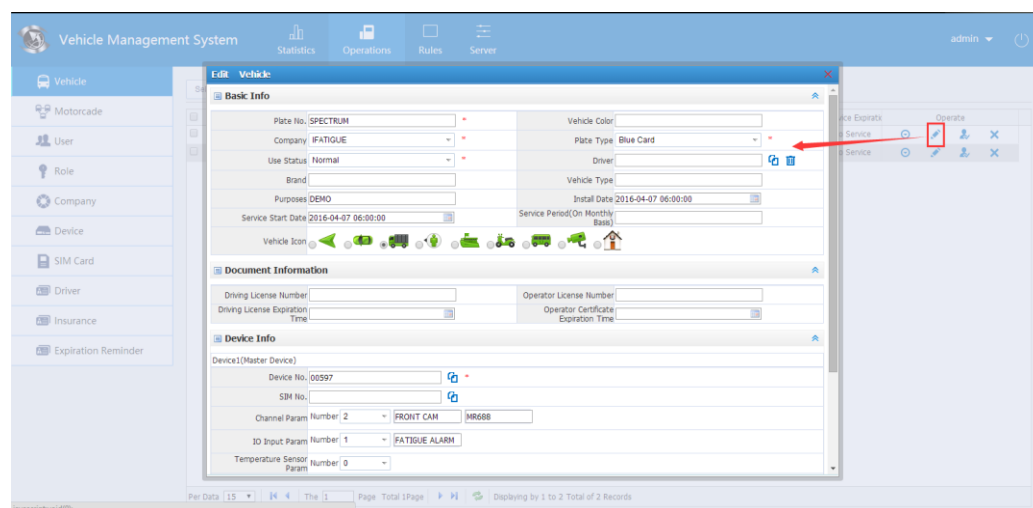 Vehicle Management System
Statistics
Operations
Rules
Server
admin
Vehicle
Motorcade
User
Role
Company
Device
SIM Card
Driver
Insurance
Expiration Reminder
Edit Vehicle
Basic Info
Plate No. SPECTRUM * Vehicle Color
Company IFATIGUE * Plate Type Blue Card *
Use Status Normal * Driver
Brand Vehicle Type
Purposes DEMO Install Date 2016-04-07 06:00:00
Service Start Date 2016-04-07 06:00:00 Service Period(On Monthly
Basis)
Vehicle Icon
Document Information
Driving License Number Operator License Number
Driving License Expiration
Time
Operator Certificate
Expiration Time
Device Info
Device1(Master Device)
Device No. 00597 *
SIM No.
Channel Param Number 2 FRONT CAM MR688
IO Input Param Number 1 FATIGUE ALARM
Temperature Sensor
Param Number 0
Operate
Service
Service
Per Data 15 The 1 Page Total 1Page Displaying by 1 to 2 Total of 2 Records